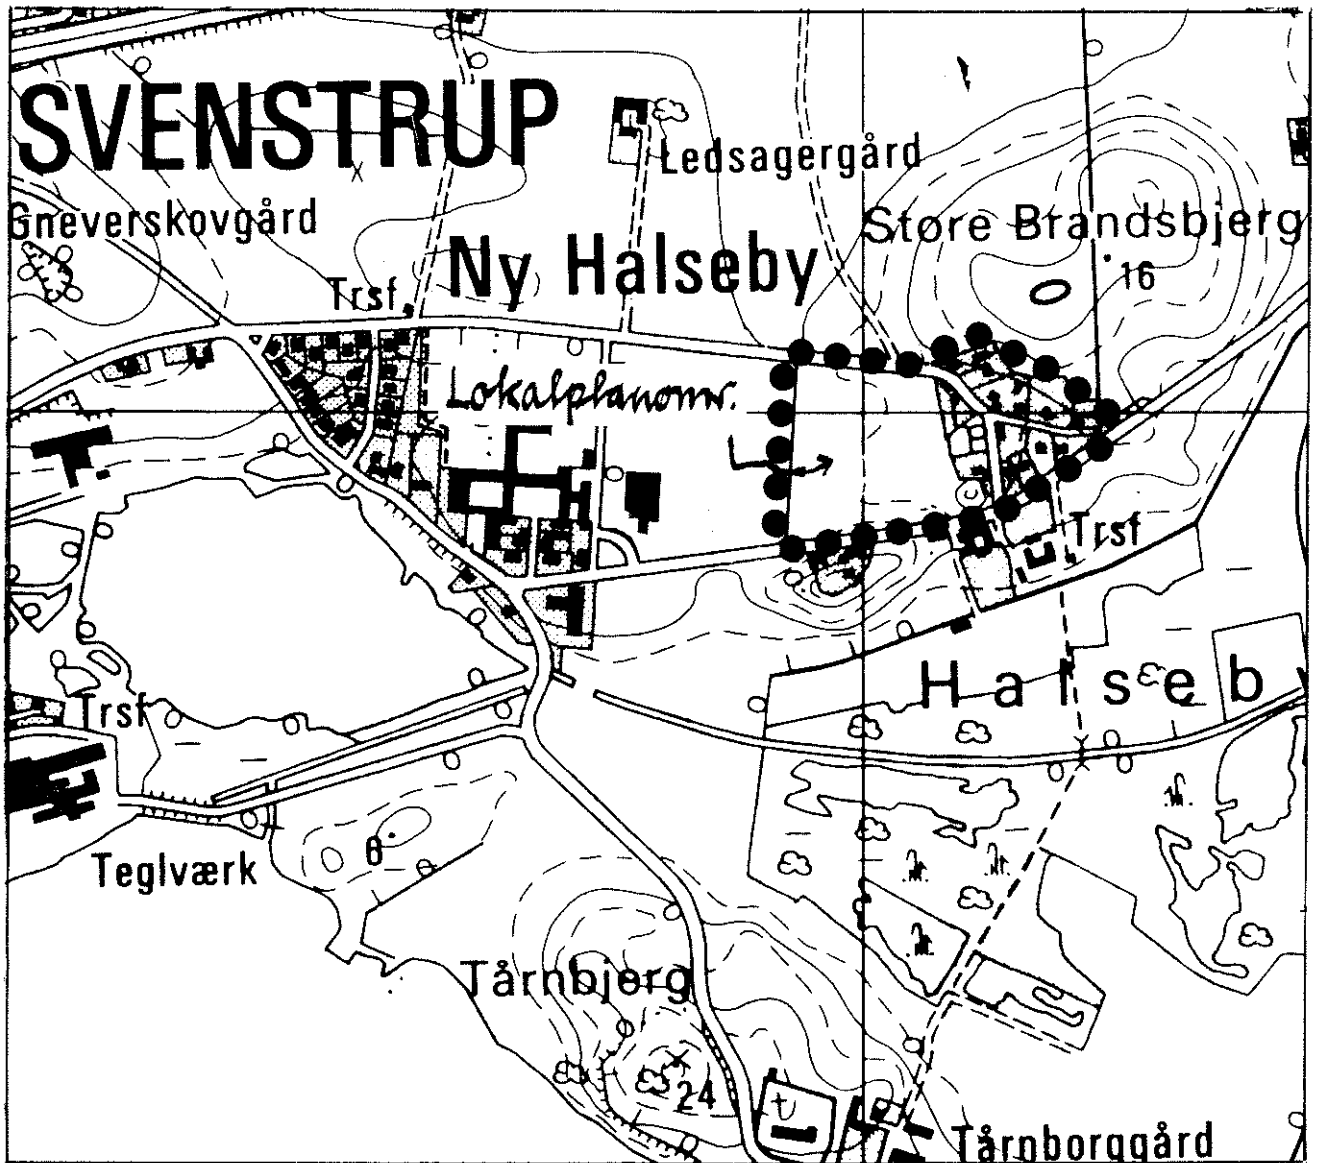 SVENSTRUP
Ledsagergård
Gneverskovgård
Store Brandsbjerg
Ny Halseby
16
Trsf.
Lokalplanomr.
Trsf
Halseby
Trsf
6
Teglværk
Tårnbjerg
24
t
Tårnborggård